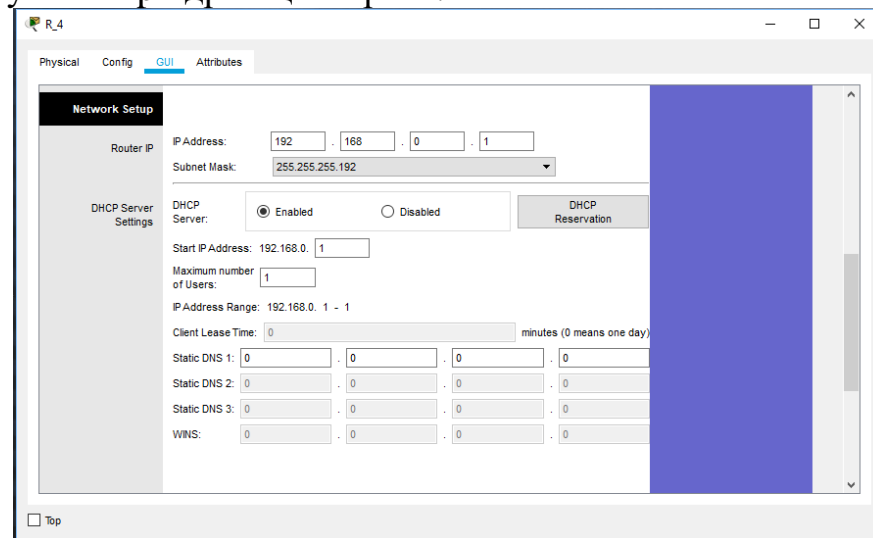 R_4
Physical Config GUI Attributes
Network Setup
Router IP
IP Address: 192 . 168 . 0 . 1
Subnet Mask: 255.255.255.192
DHCP Server Settings
DHCP Server: Enabled Disabled DHCP Reservation
Start IP Address: 192.168.0. 1
Maximum number of Users: 1
IP Address Range: 192.168.0. 1 - 1
Client Lease Time: 0 minutes (0 means one day)
Static DNS 1: 0 . 0 . 0 . 0
Static DNS 2: 0 . 0 . 0 . 0
Static DNS 3: 0 . 0 . 0 . 0
WINS: 0 . 0 . 0 . 0
Top